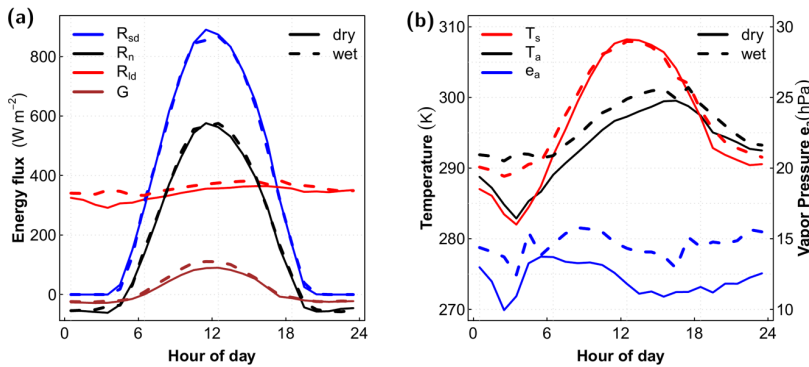 (a)
R_sd
R_n
R_ld
G
dry
wet
800
600
400
200
0
Energy flux (W m⁻²)
0 6 12 18 24
Hour of day
(b)
T_s
T_a
e_a
dry
wet
310
300
290
280
270
Temperature (K)
30
25
20
15
10
Vapor Pressure e_a(hPa)
0 6 12 18 24
Hour of day